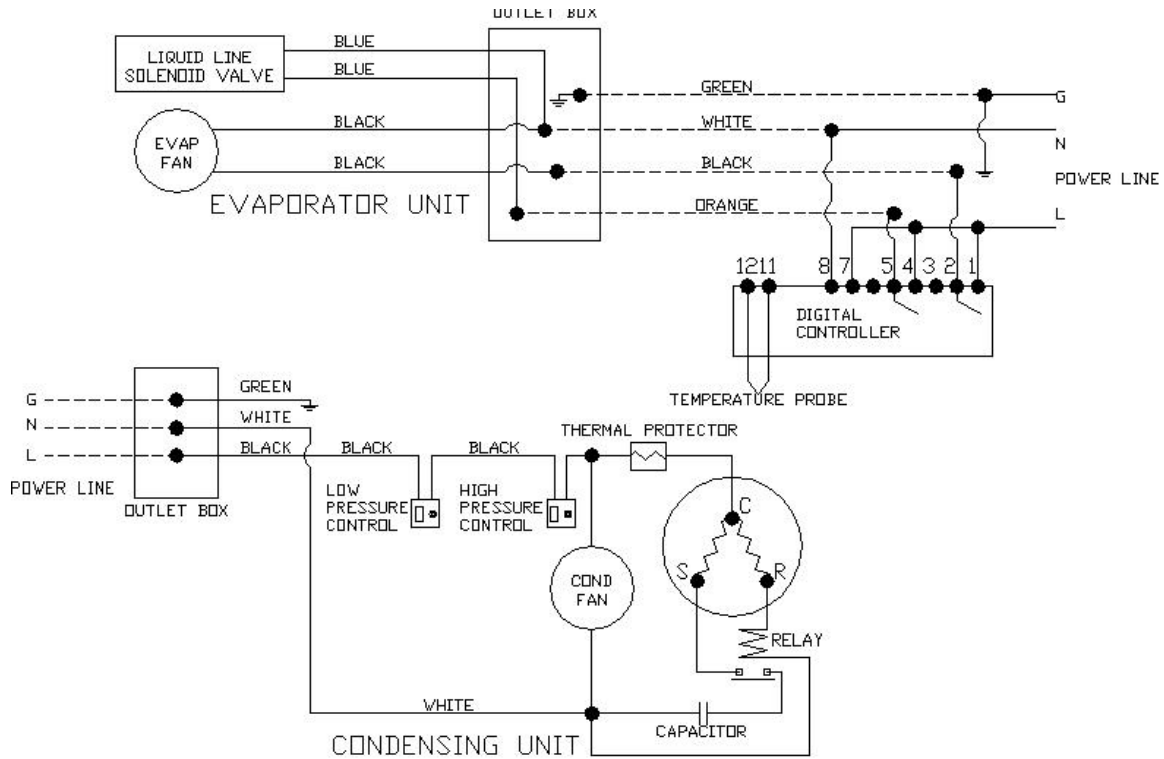 OUTLET BOX
LIQUID LINE
SOLENOID VALVE
BLUE
BLUE
EVAP
FAN
BLACK
BLACK
EVAPORATOR UNIT
GREEN
WHITE
BLACK
ORANGE
G
N
POWER LINE
L
12 11 8 7 5 4 3 2 1
DIGITAL
CONTROLLER
TEMPERATURE PROBE
G
N
L
POWER LINE
OUTLET BOX
GREEN
WHITE
BLACK
BLACK
BLACK
LOW
PRESSURE
CONTROL
HIGH
PRESSURE
CONTROL
THERMAL PROTECTOR
C
S
R
COND
FAN
RELAY
WHITE
CAPACITOR
CONDENSING UNIT